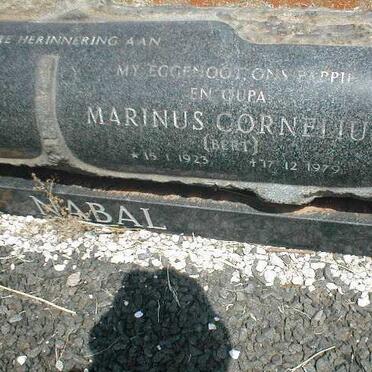 TE HERINNERING AAN
MY EGGENOOT, ONS PAPPIE
EN OUPA
MARINUS CORNELIU
(BERT)
* 15. 1. 1923 + 17. 12. 1979
NABAL